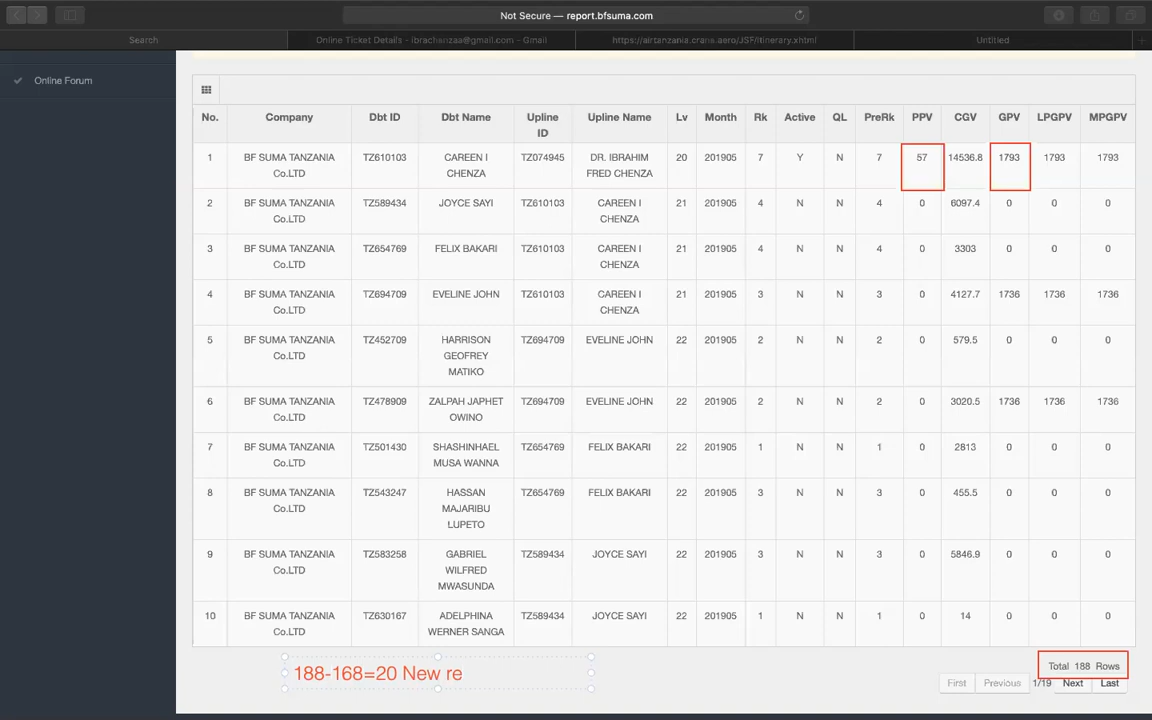 Not Secure — report.bfsuma.com
Search
Online Ticket Details - ibrachanzaa@gmail.com - Gmail
https://airtanzania.crane.aero/JSF/itinerary.xhtml
Untitled
Online Forum
No. Company Dbt ID Dbt Name Upline ID Upline Name Lv Month Rk Active QL PreRk PPV CGV GPV LPGPV MPGPV
1 BF SUMA TANZANIA Co.LTD TZ610103 CAREEN I CHENZA TZ074945 DR. IBRAHIM FRED CHENZA 20 201905 7 Y N 7 57 14536.8 1793 1793 1793
2 BF SUMA TANZANIA Co.LTD TZ589434 JOYCE SAYI TZ610103 CAREEN I CHENZA 21 201905 4 N N 4 0 6097.4 0 0 0
3 BF SUMA TANZANIA Co.LTD TZ654769 FELIX BAKARI TZ610103 CAREEN I CHENZA 21 201905 4 N N 4 0 3303 0 0 0
4 BF SUMA TANZANIA Co.LTD TZ694709 EVELINE JOHN TZ610103 CAREEN I CHENZA 21 201905 3 N N 3 0 4127.7 1736 1736 1736
5 BF SUMA TANZANIA Co.LTD TZ452709 HARRISON GEOFREY MATIKO TZ694709 EVELINE JOHN 22 201905 2 N N 2 0 579.5 0 0 0
6 BF SUMA TANZANIA Co.LTD TZ478909 ZALPAH JAPHET OWINO TZ694709 EVELINE JOHN 22 201905 2 N N 2 0 3020.5 1736 1736 1736
7 BF SUMA TANZANIA Co.LTD TZ501430 SHASHINHAEL MUSA WANNA TZ654769 FELIX BAKARI 22 201905 1 N N 1 0 2813 0 0 0
8 BF SUMA TANZANIA Co.LTD TZ543247 HASSAN MAJARIBU LUPETO TZ654769 FELIX BAKARI 22 201905 3 N N 3 0 455.5 0 0 0
9 BF SUMA TANZANIA Co.LTD TZ583258 GABRIEL WILFRED MWASUNDA TZ589434 JOYCE SAYI 22 201905 3 N N 3 0 5846.9 0 0 0
10 BF SUMA TANZANIA Co.LTD TZ630167 ADELPHINA WERNER SANGA TZ589434 JOYCE SAYI 22 201905 1 N N 1 0 14 0 0 0
188-168=20 New re
Total 188 Rows
First Previous 1/19 Next Last